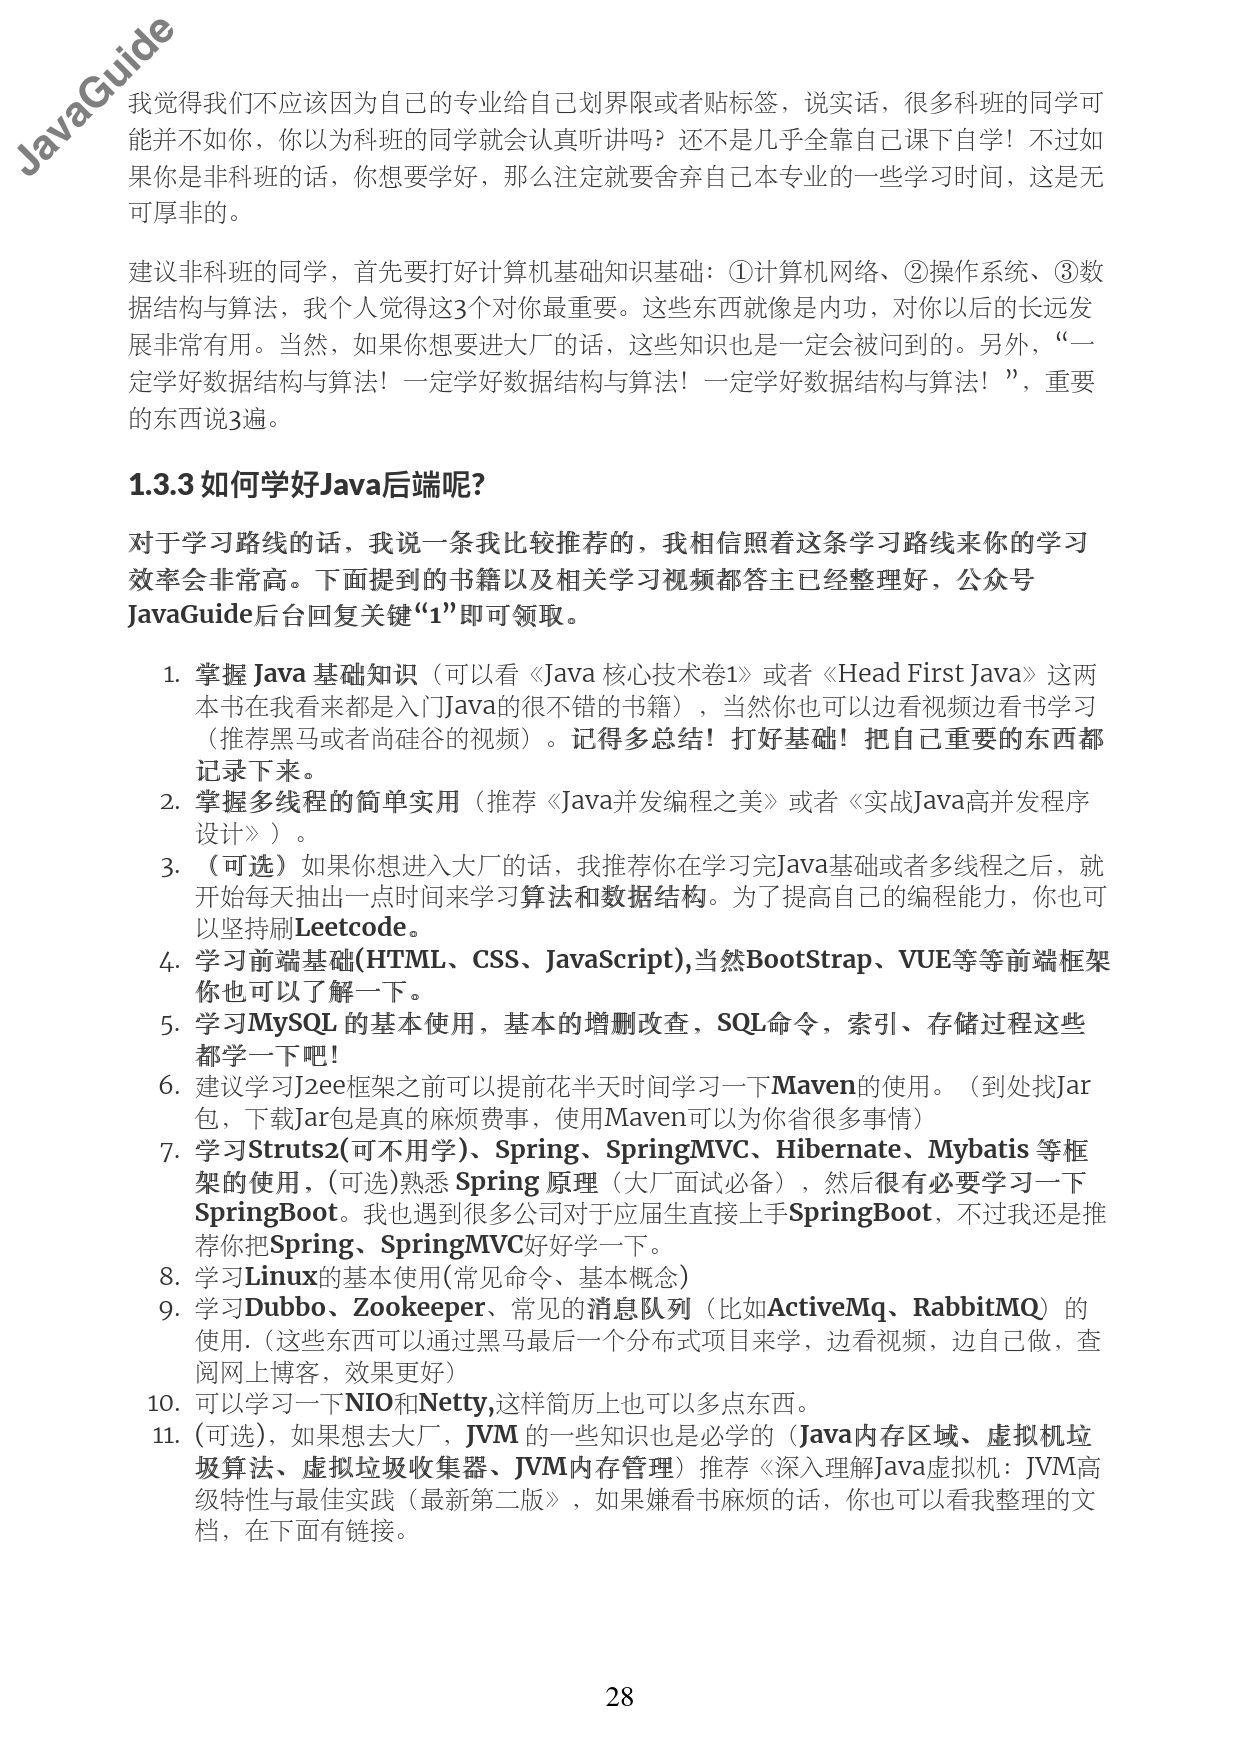 JavaGuide
我觉得我们不应该因为自己的专业给自己划界限或者贴标签，说实话，很多科班的同学可
能并不如你，你以为科班的同学就会认真听讲吗？还不是几乎全靠自己课下自学！不过如
果你是非科班的话，你想要学好，那么注定就要舍弃自己本专业的一些学习时间，这是无
可厚非的。
建议非科班的同学，首先要打好计算机基础知识基础：①计算机网络、②操作系统、③数
据结构与算法，我个人觉得这3个对你最重要。这些东西就像是内功，对你以后的长远发
展非常有用。当然，如果你想要进大厂的话，这些知识也是一定会被问到的。另外，“一
定学好数据结构与算法！一定学好数据结构与算法！一定学好数据结构与算法！”，重要
的东西说3遍。
1.3.3 如何学好Java后端呢?
对于学习路线的话，我说一条我比较推荐的，我相信照着这条学习路线来你的学习
效率会非常高。下面提到的书籍以及相关学习视频都答主已经整理好，公众号
JavaGuide后台回复关键“1”即可领取。
1. 掌握 Java 基础知识（可以看《Java 核心技术卷1》或者《Head First Java》这两
本书在我看来都是入门Java的很不错的书籍），当然你也可以边看视频边看书学习
（推荐黑马或者尚硅谷的视频）。记得多总结！打好基础！把自己重要的东西都
记录下来。
2. 掌握多线程的简单实用（推荐《Java并发编程之美》或者《实战Java高并发程序
设计》）。
3. （可选）如果你想进入大厂的话，我推荐你在学习完Java基础或者多线程之后，就
开始每天抽出一点时间来学习算法和数据结构。为了提高自己的编程能力，你也可
以坚持刷Leetcode。
4. 学习前端基础(HTML、CSS、JavaScript),当然BootStrap、VUE等等前端框架
你也可以了解一下。
5. 学习MySQL 的基本使用，基本的增删改查，SQL命令，索引、存储过程这些
都学一下吧！
6. 建议学习J2ee框架之前可以提前花半天时间学习一下Maven的使用。（到处找Jar
包，下载Jar包是真的麻烦费事，使用Maven可以为你省很多事情）
7. 学习Struts2(可不用学)、Spring、SpringMVC、Hibernate、Mybatis 等框
架的使用，(可选)熟悉 Spring 原理（大厂面试必备），然后很有必要学习一下
SpringBoot。我也遇到很多公司对于应届生直接上手SpringBoot，不过我还是推
荐你把Spring、SpringMVC好好学一下。
8. 学习Linux的基本使用(常见命令、基本概念)
9. 学习Dubbo、Zookeeper、常见的消息队列（比如ActiveMq、RabbitMQ）的
使用.（这些东西可以通过黑马最后一个分布式项目来学，边看视频，边自己做，查
阅网上博客，效果更好）
10. 可以学习一下NIO和Netty,这样简历上也可以多点东西。
11. (可选)，如果想去大厂，JVM 的一些知识也是必学的（Java内存区域、虚拟机垃
圾算法、虚拟垃圾收集器、JVM内存管理）推荐《深入理解Java虚拟机：JVM高
级特性与最佳实践（最新第二版》，如果嫌看书麻烦的话，你也可以看我整理的文
档，在下面有链接。
28